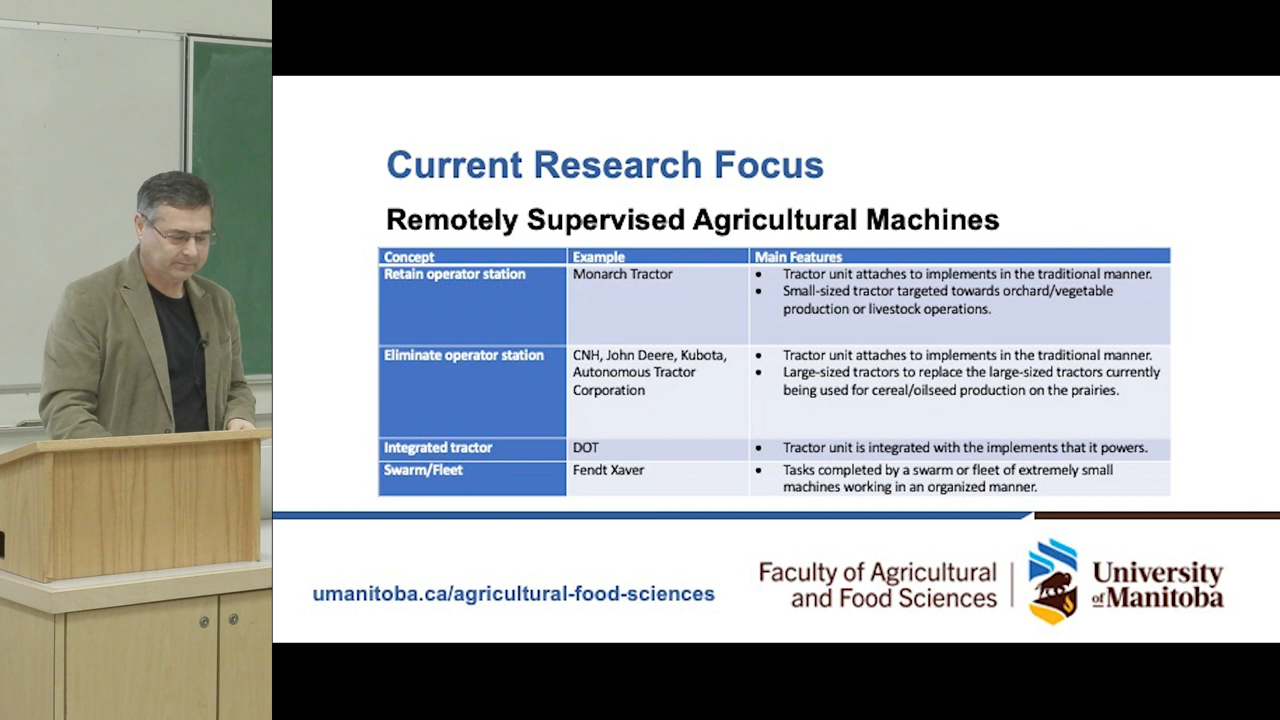 Current Research Focus
Remotely Supervised Agricultural Machines
Concept Example Main Features
Retain operator station Monarch Tractor • Tractor unit attaches to implements in the traditional manner.
• Small-sized tractor targeted towards orchard/vegetable
production or livestock operations.
Eliminate operator station CNH, John Deere, Kubota, • Tractor unit attaches to implements in the traditional manner.
Autonomous Tractor • Large-sized tractors to replace the large-sized tractors currently
Corporation being used for cereal/oilseed production on the prairies.
Integrated tractor DOT • Tractor unit is integrated with the implements that it powers.
Swarm/Fleet Fendt Xaver • Tasks completed by a swarm or fleet of extremely small
machines working in an organized manner.
umanitoba.ca/agricultural-food-sciences
Faculty of Agricultural
and Food Sciences
University
of Manitoba